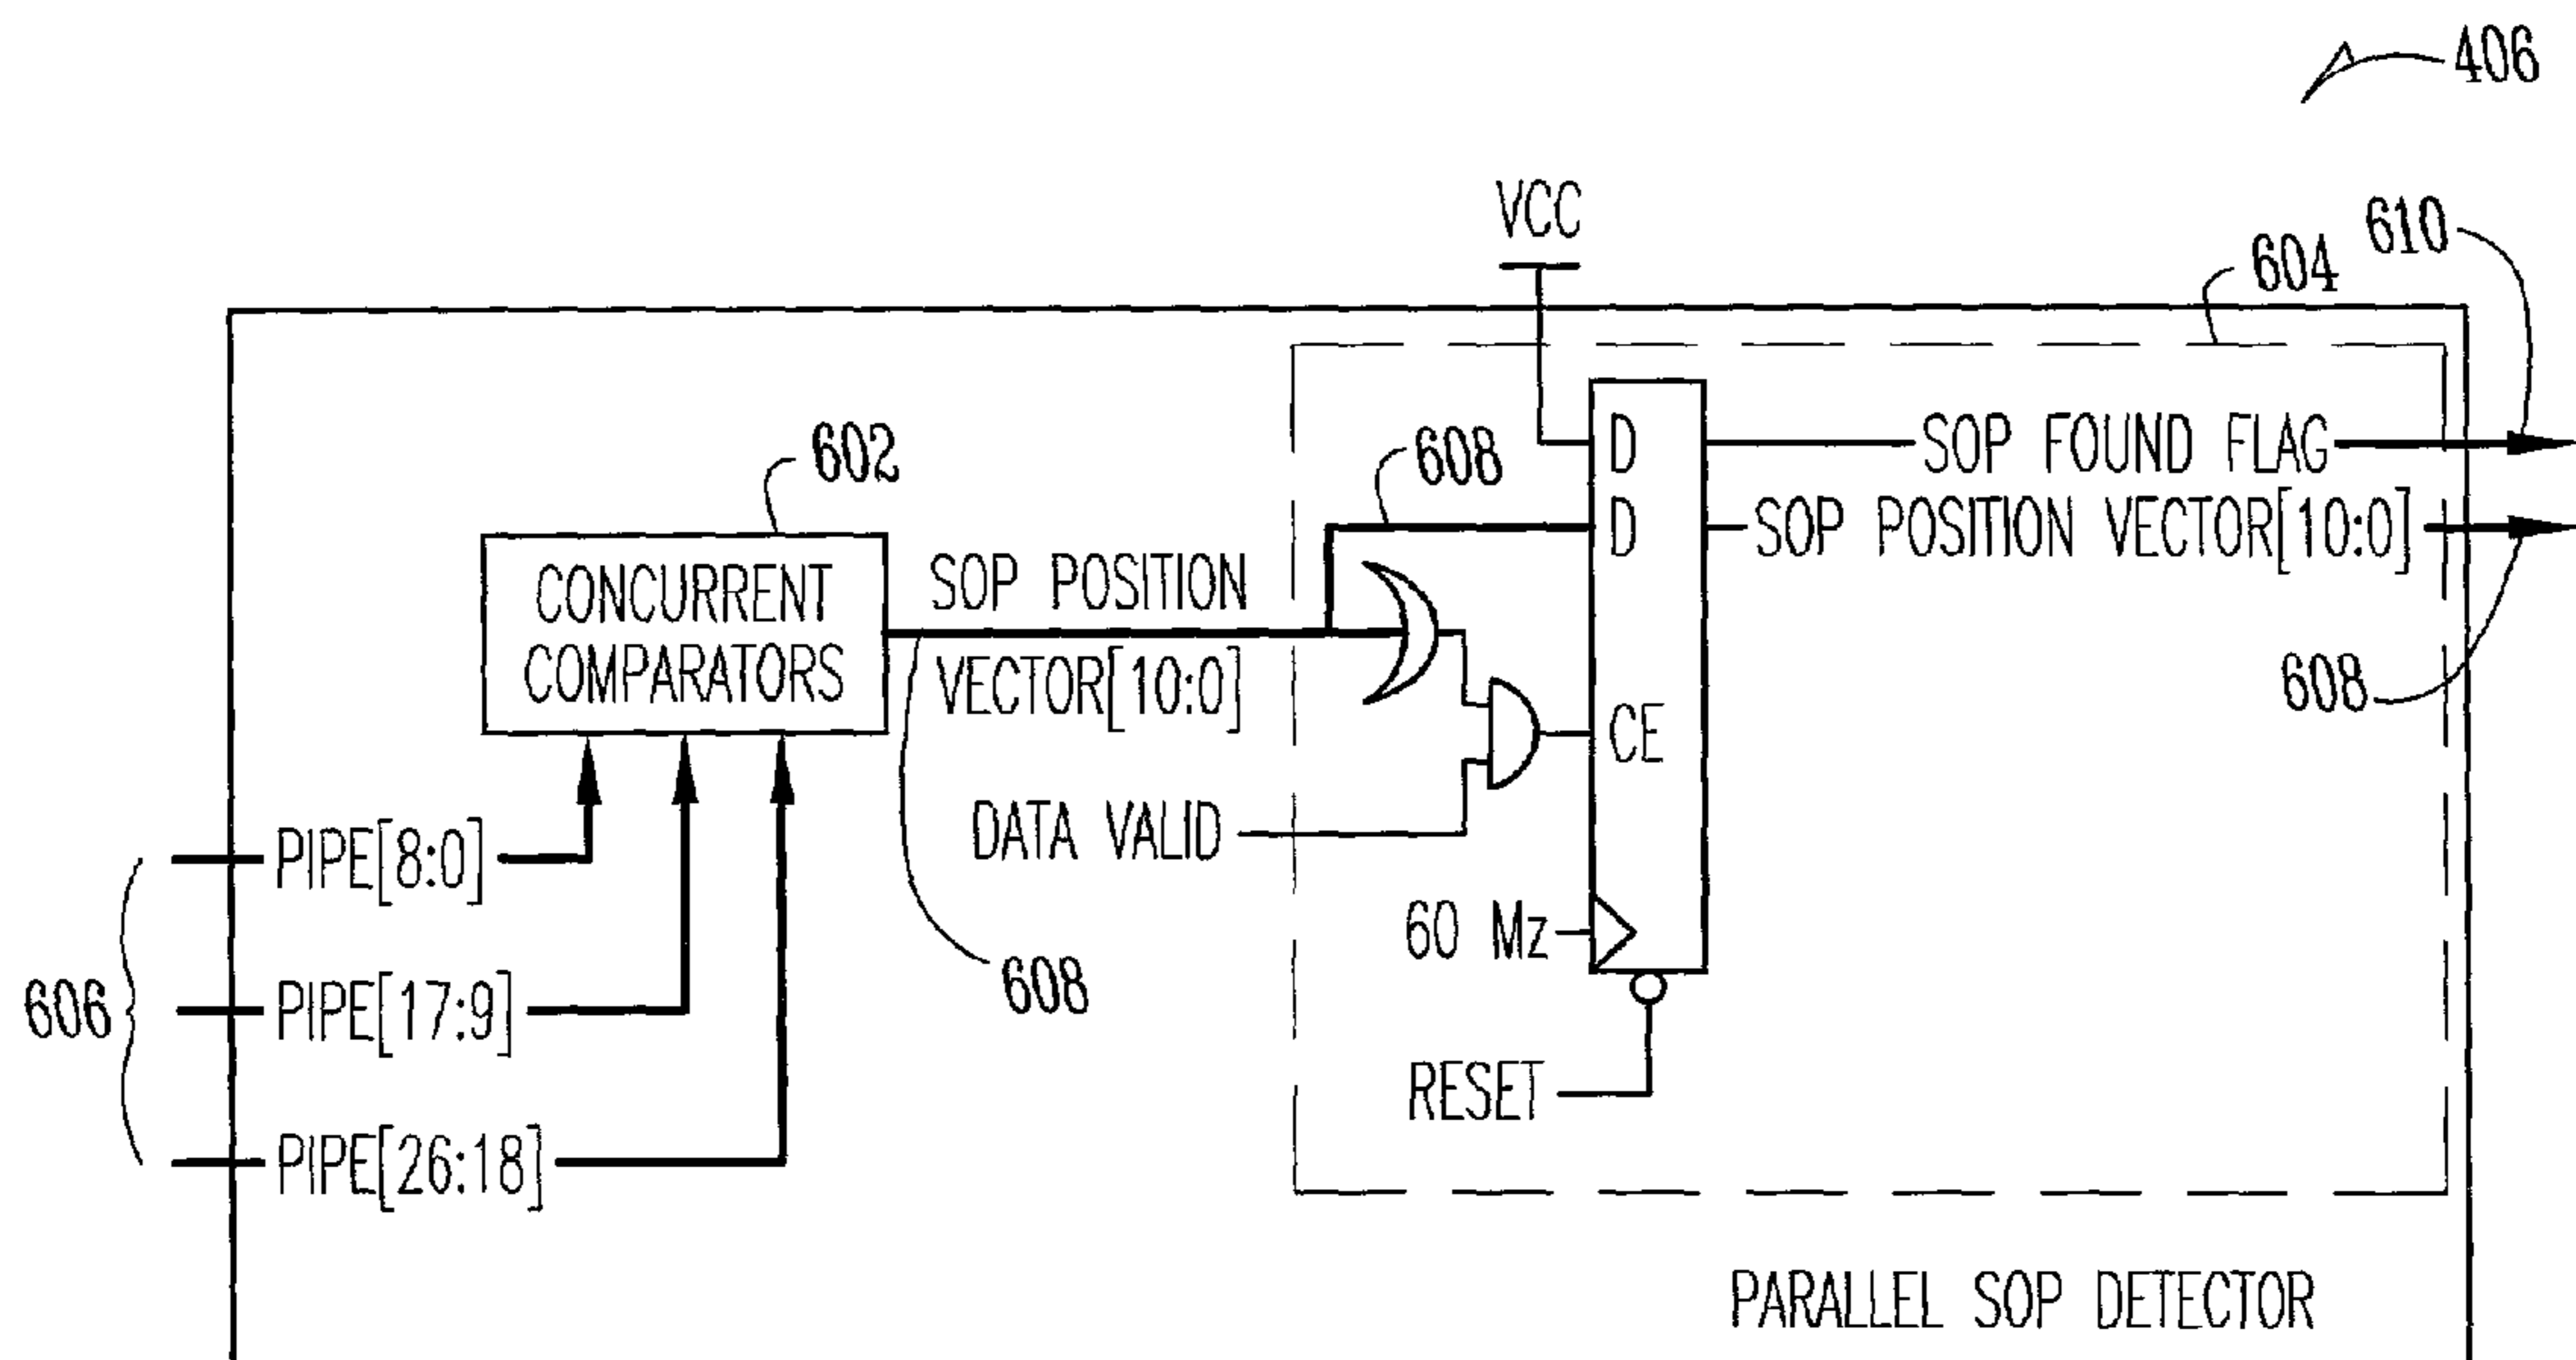 406
VCC
610
604
602
608
D
SOP FOUND FLAG
D
SOP POSITION VECTOR[10:0]
CONCURRENT
COMPARATORS
SOP POSITION
VECTOR[10:0]
608
CE
DATA VALID
PIPE[8:0]
60 Mz
608
606
PIPE[17:9]
RESET
PIPE[26:18]
PARALLEL SOP DETECTOR